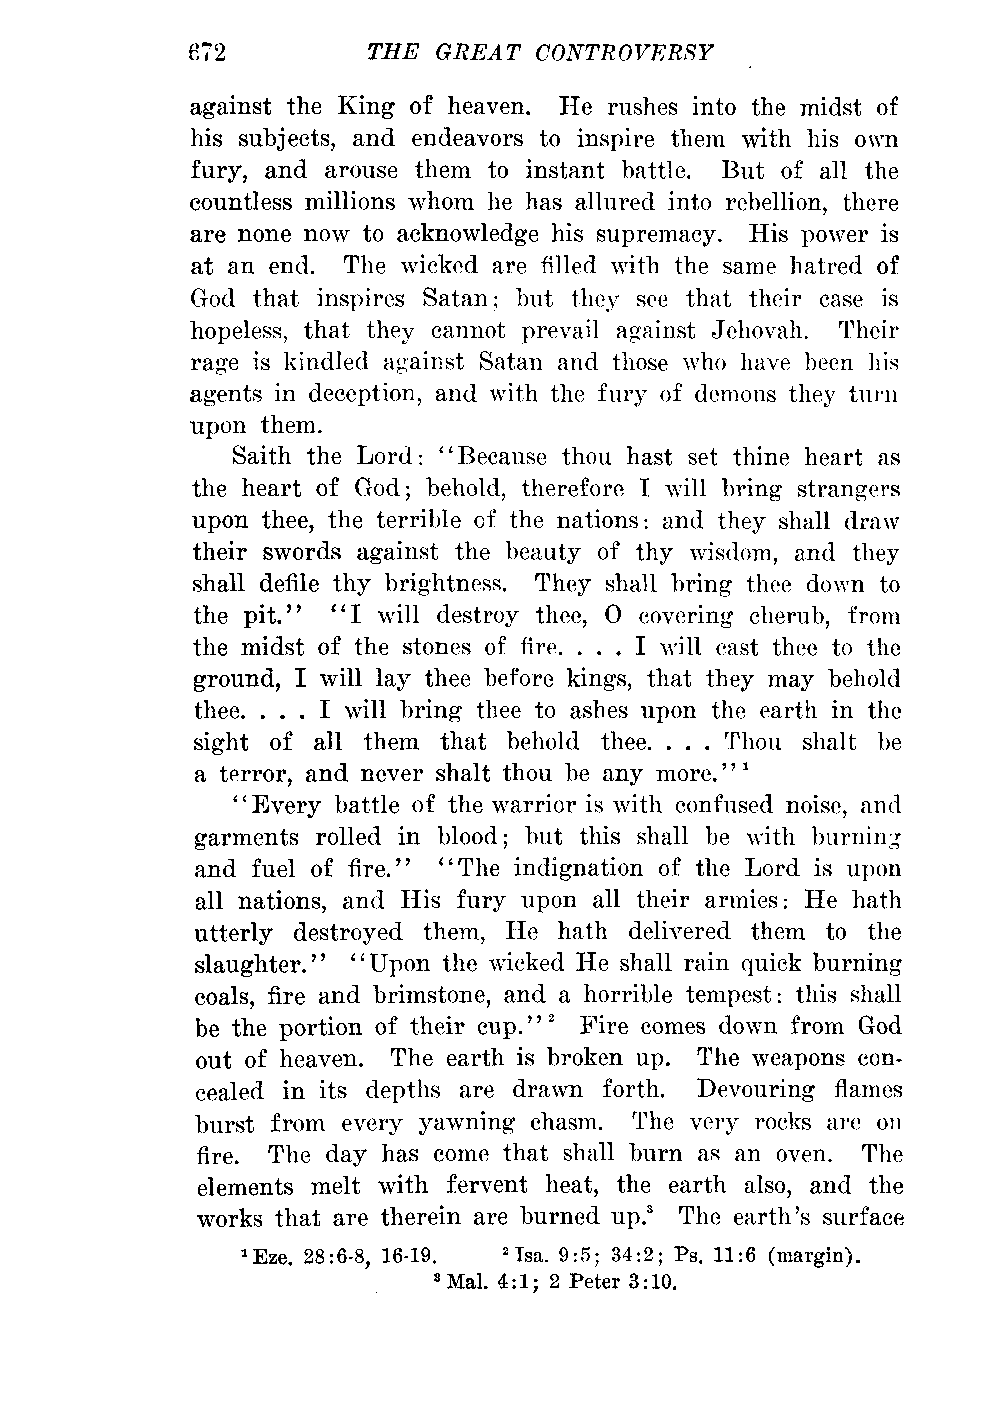 672 THE GREAT CONTROVERSY
against the King of heaven. He rushes into the midst of
his subjects, and endeavors to inspire them with his own
fury, and arouse them to instant battle. But of all the
countless millions whom he has allured into rebellion, there
are none now to acknowledge his supremacy. His power is
at an end. The wicked are filled with the same hatred of
God that inspires Satan; but they see that their case is
hopeless, that they cannot prevail against Jehovah. Their
rage is kindled against Satan and those who have been his
agents in deception, and with the fury of demons they turn
upon them.
Saith the Lord: "Because thou hast set thine heart as
the heart of God; behold, therefore I will bring strangers
upon thee, the terrible of the nations: and they shall draw
their swords against the beauty of thy wisdom, and they
shall defile thy brightness. They shall bring thee down to
the pit." "I will destroy thee, O covering cherub, from
the midst of the stones of fire. . . . I will cast thee to the
ground, I will lay thee before kings, that they may behold
thee. . . . I will bring thee to ashes upon the earth in the
sight of all them that behold thee. . . . Thou shalt be
a terror, and never shalt thou be any more."¹
"Every battle of the warrior is with confused noise, and
garments rolled in blood; but this shall be with burning
and fuel of fire." "The indignation of the Lord is upon
all nations, and His fury upon all their armies: He hath
utterly destroyed them, He hath delivered them to the
slaughter." "Upon the wicked He shall rain quick burning
coals, fire and brimstone, and a horrible tempest: this shall
be the portion of their cup."² Fire comes down from God
out of heaven. The earth is broken up. The weapons con-
cealed in its depths are drawn forth. Devouring flames
burst from every yawning chasm. The very rocks are on
fire. The day has come that shall burn as an oven. The
elements melt with fervent heat, the earth also, and the
works that are therein are burned up.³ The earth's surface
¹ Eze. 28:6-8, 16-19. ² Isa. 9:5; 34:2; Ps. 11:6 (margin).
³ Mal. 4:1; 2 Peter 3:10.